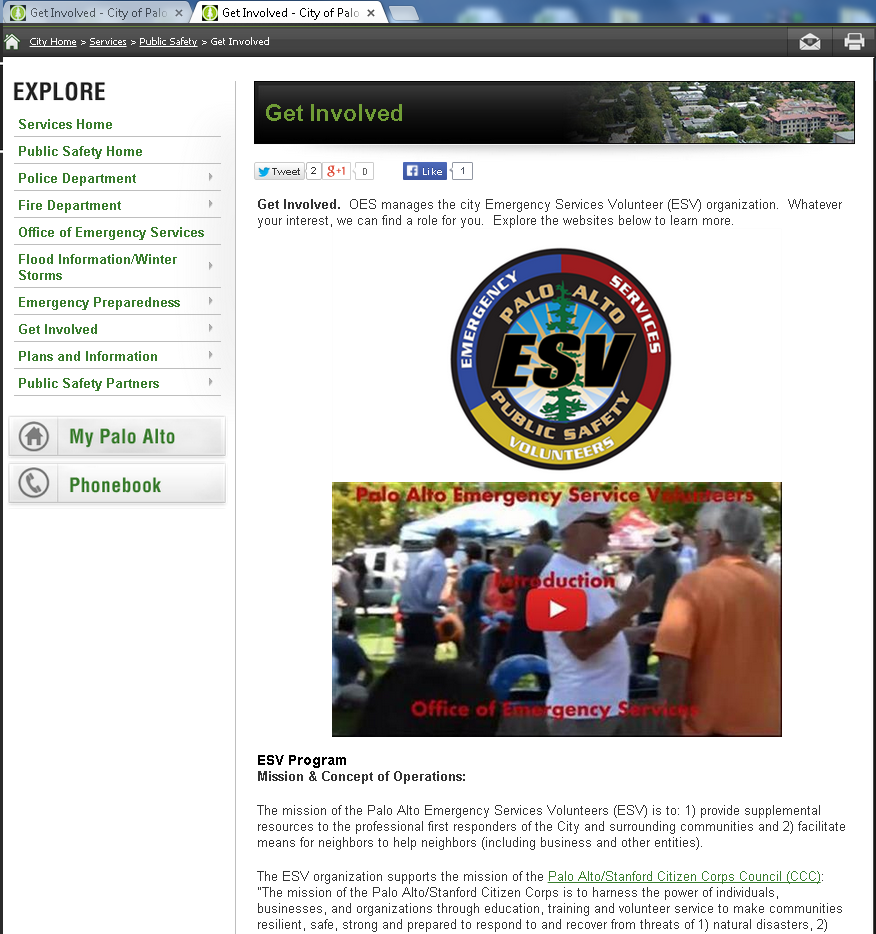 Get Involved - City of Palo
Get Involved - City of Palo
City Home > Services > Public Safety > Get Involved
EXPLORE
Services Home
Public Safety Home
Police Department
Fire Department
Office of Emergency Services
Flood Information/Winter
Storms
Emergency Preparedness
Get Involved
Plans and Information
Public Safety Partners
My Palo Alto
Phonebook
Get Involved
Tweet 2 g+1 0 Like 1
Get Involved. OES manages the city Emergency Services Volunteer (ESV) organization. Whatever
your interest, we can find a role for you. Explore the websites below to learn more.
EMERGENCY SERVICES
PALO ALTO
ESV
PUBLIC SAFETY
VOLUNTEERS
Palo Alto Emergency Service Volunteers
Introduction
Office of Emergency Services
ESV Program
Mission & Concept of Operations:
The mission of the Palo Alto Emergency Services Volunteers (ESV) is to: 1) provide supplemental
resources to the professional first responders of the City and surrounding communities and 2) facilitate
means for neighbors to help neighbors (including business and other entities).
The ESV organization supports the mission of the Palo Alto/Stanford Citizen Corps Council (CCC):
"The mission of the Palo Alto/Stanford Citizen Corps is to harness the power of individuals,
businesses, and organizations through education, training and volunteer service to make communities
resilient, safe, strong and prepared to respond to and recover from threats of 1) natural disasters, 2)